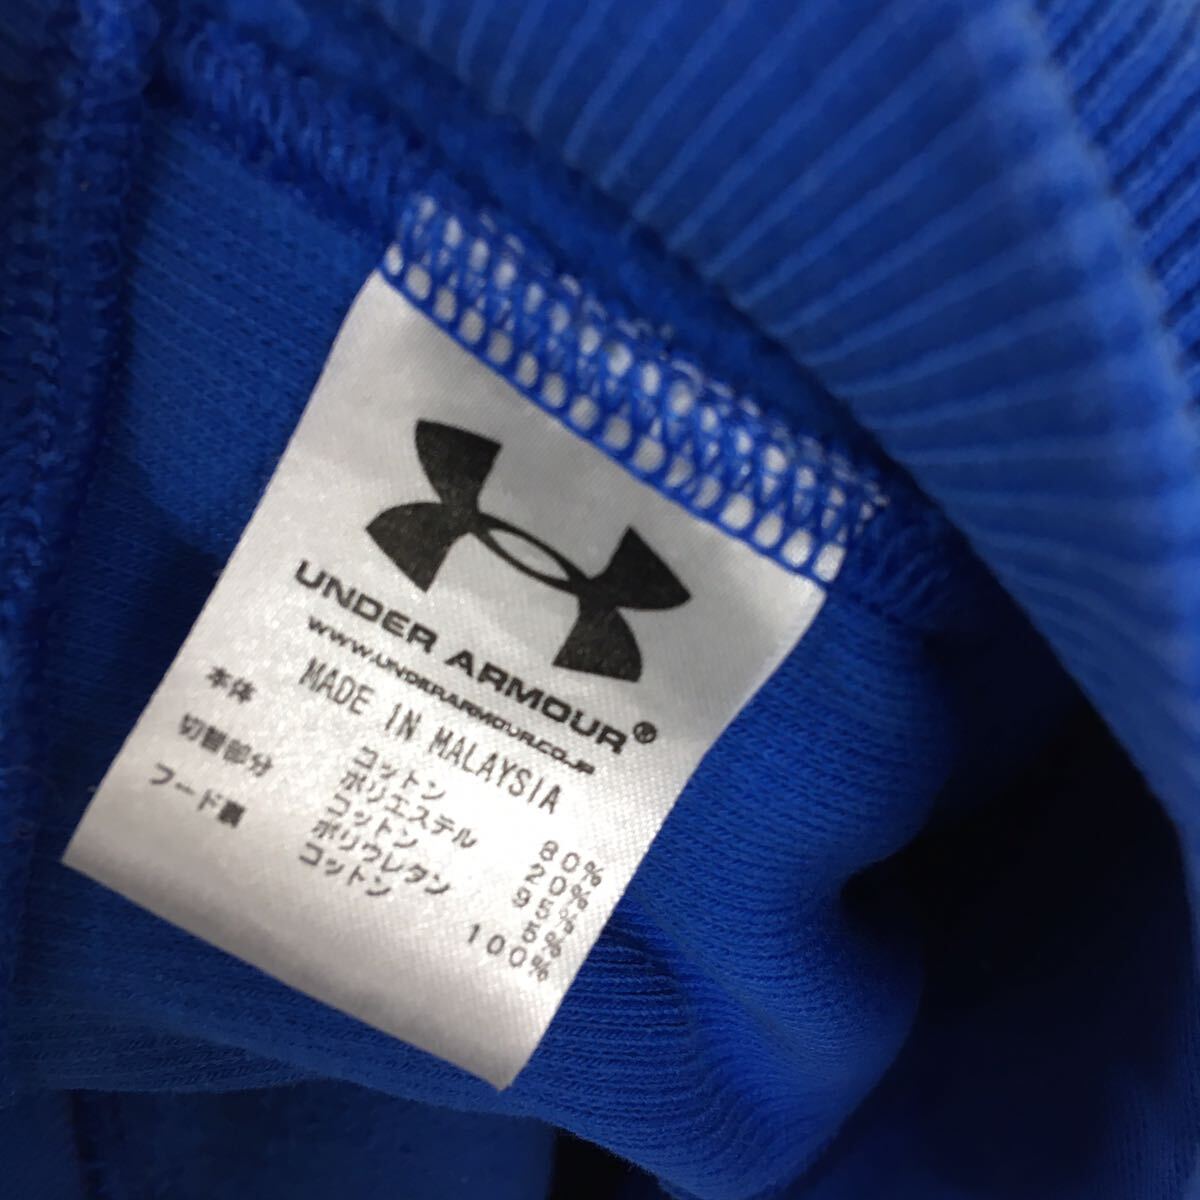 UNDER ARMOUR®
WWW.UNDERARMOUR.CO.JP
MADE IN MALAYSIA
本体 コットン 80%
ポリエステル 20%
切替部分 コットン 95%
ポリウレタン 5%
フード裏 コットン 100%